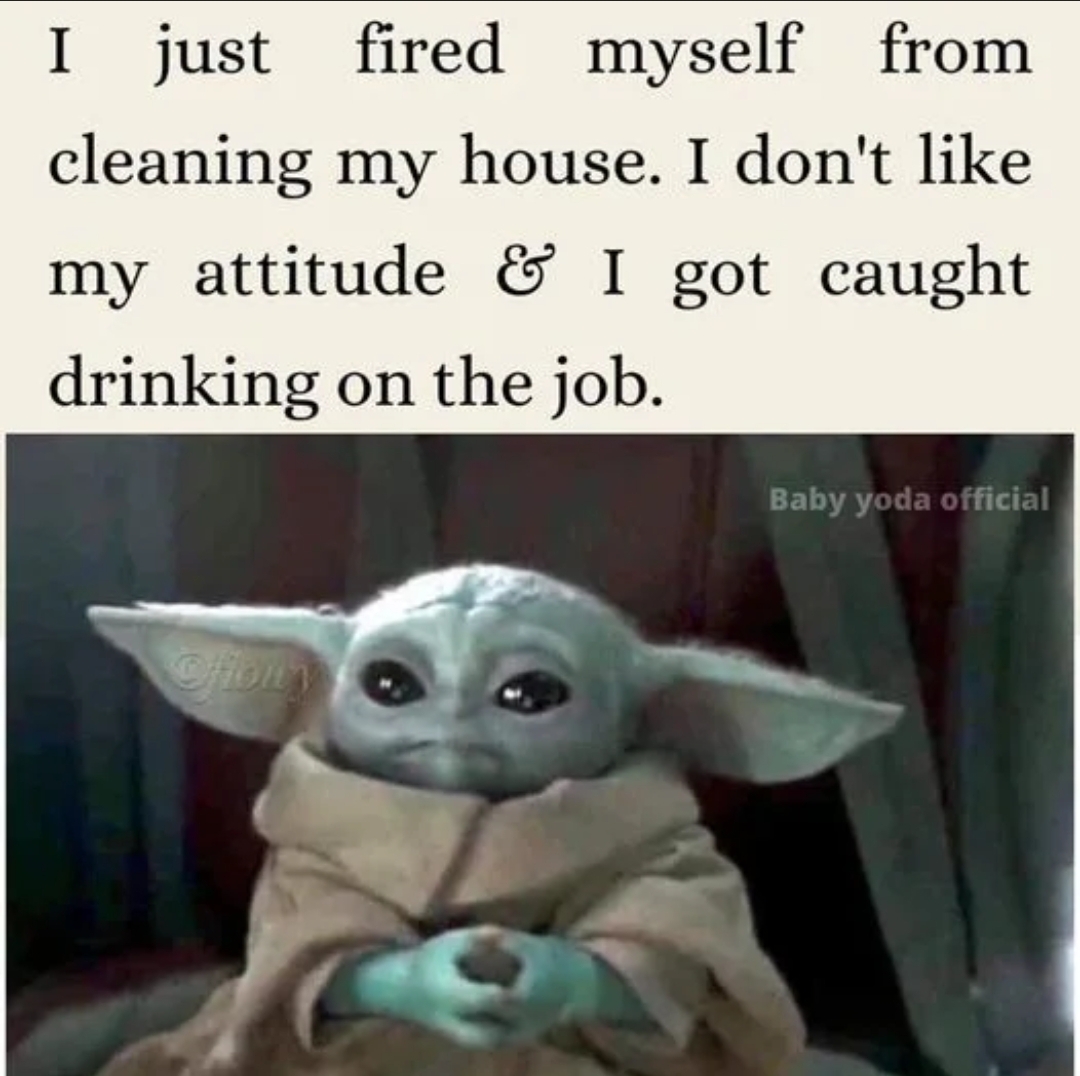 I just fired myself from
cleaning my house. I don't like
my attitude & I got caught
drinking on the job.
Baby yoda official